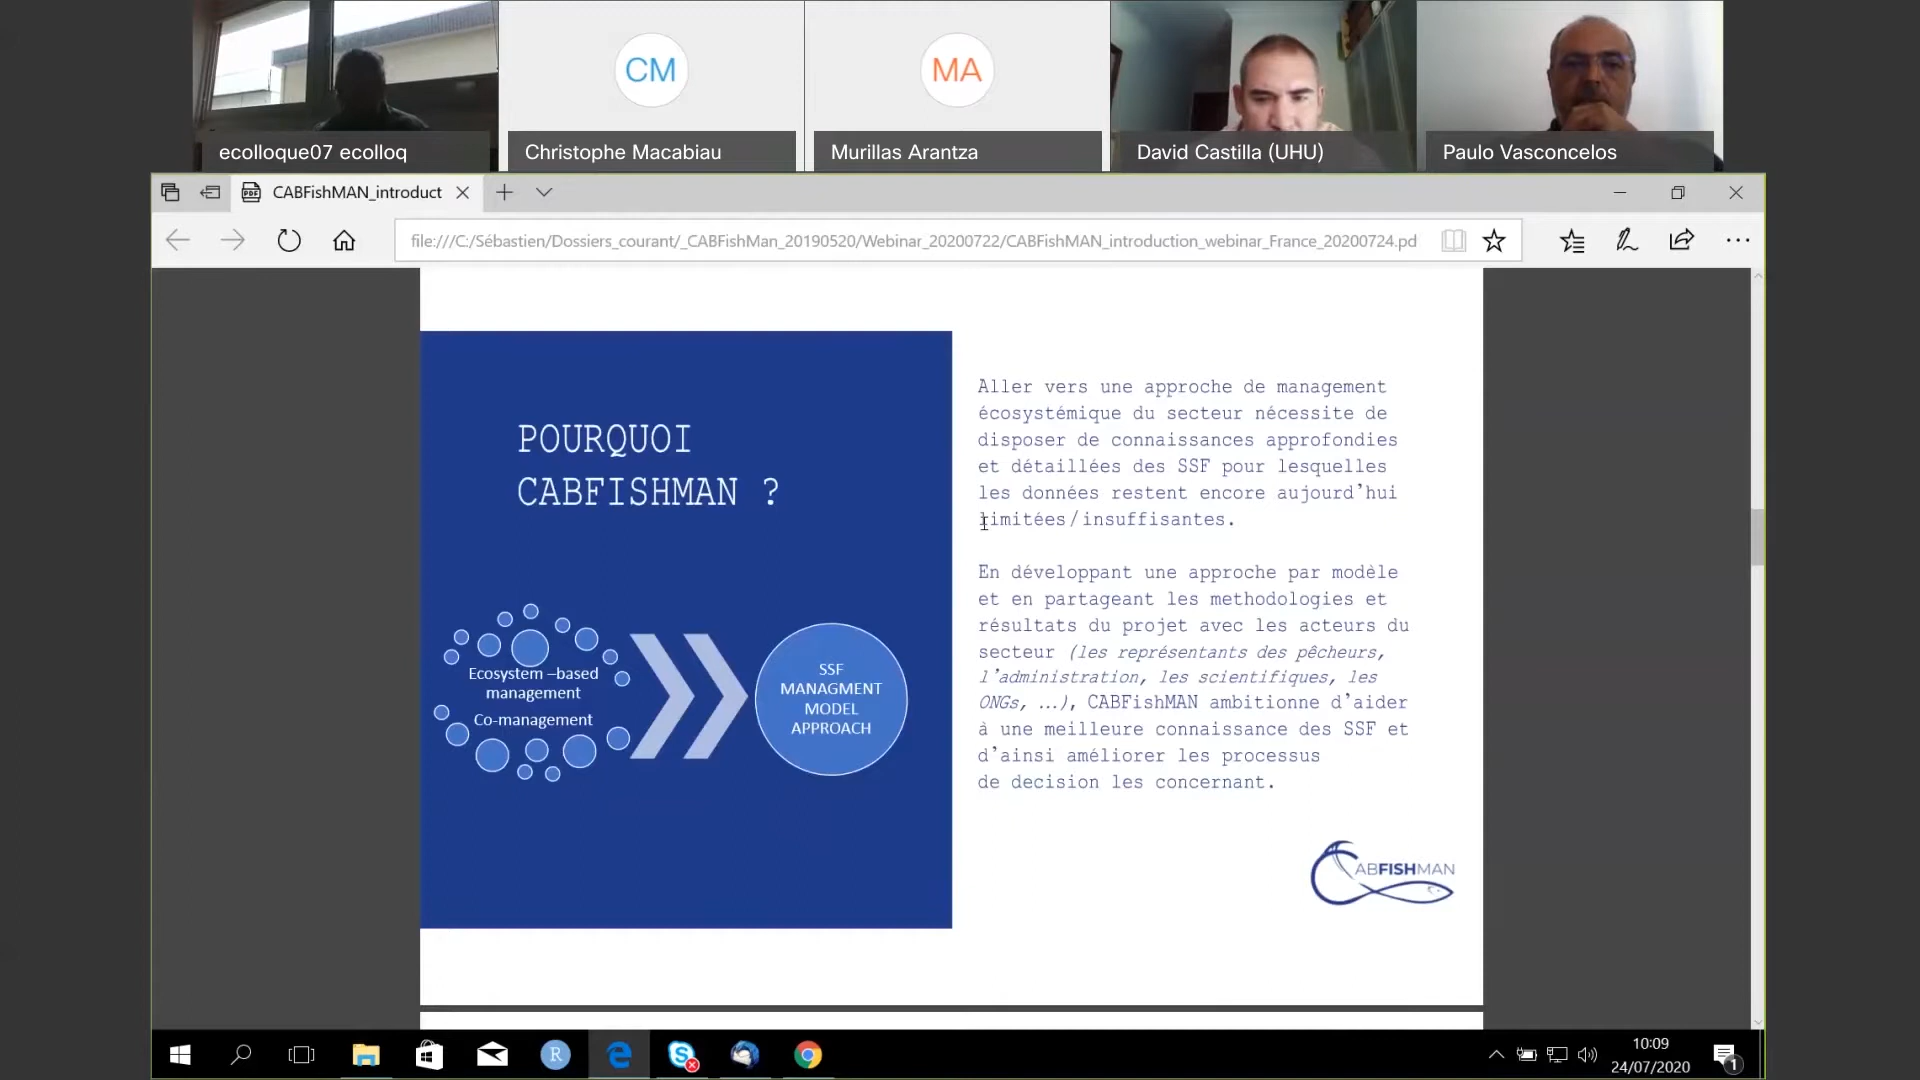 CM
MA
ecolloque07 ecolloq
Christophe Macabiau
Murillas Arantza
David Castilla (UHU)
Paulo Vasconcelos
PDF
CABFishMAN_introduct
file:///C:/Sébastien/Dossiers_courant/_CABFishMan_20190520/Webinar_20200722/CABFishMAN_introduction_webinar_France_20200724.pd
POURQUOI
CABFISHMAN ?
Ecosystem –based
management
Co-management
SSF
MANAGMENT
MODEL
APPROACH
Aller vers une approche de management
écosystémique du secteur nécessite de
disposer de connaissances approfondies
et détaillées des SSF pour lesquelles
les données restent encore aujourd’hui
limitées/insuffisantes.
En développant une approche par modèle
et en partageant les methodologies et
résultats du projet avec les acteurs du
secteur (les représentants des pêcheurs,
l’administration, les scientifiques, les
ONGs, …), CABFishMAN ambitionne d’aider
à une meilleure connaissance des SSF et
d’ainsi améliorer les processus
de decision les concernant.
CABFISHMAN
R
10:09
24/07/2020
1